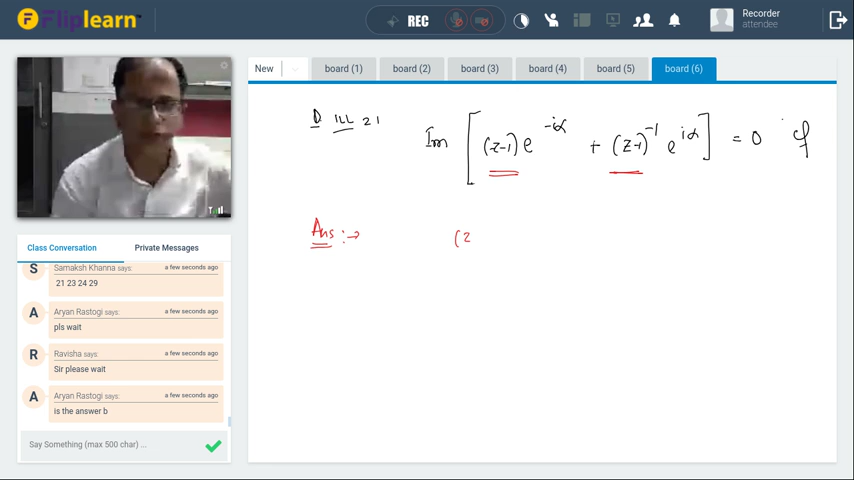 Fliplearn
REC
Recorder
attendee
New
board (1)
board (2)
board (3)
board (4)
board (5)
board (6)
D ILL 21
Im [ (z-1) e^{-iα} + (z-1)^{-1} e^{iα} ] = 0
Ans :→ (z
Class Conversation
Private Messages
S
Samaksh Khanna says:
a few seconds ago
21 23 24 29
A
Aryan Rastogi says:
a few seconds ago
pls wait
R
Ravisha says:
a few seconds ago
Sir please wait
A
Aryan Rastogi says:
a few seconds ago
is the answer b
Say Something (max 500 char) ...